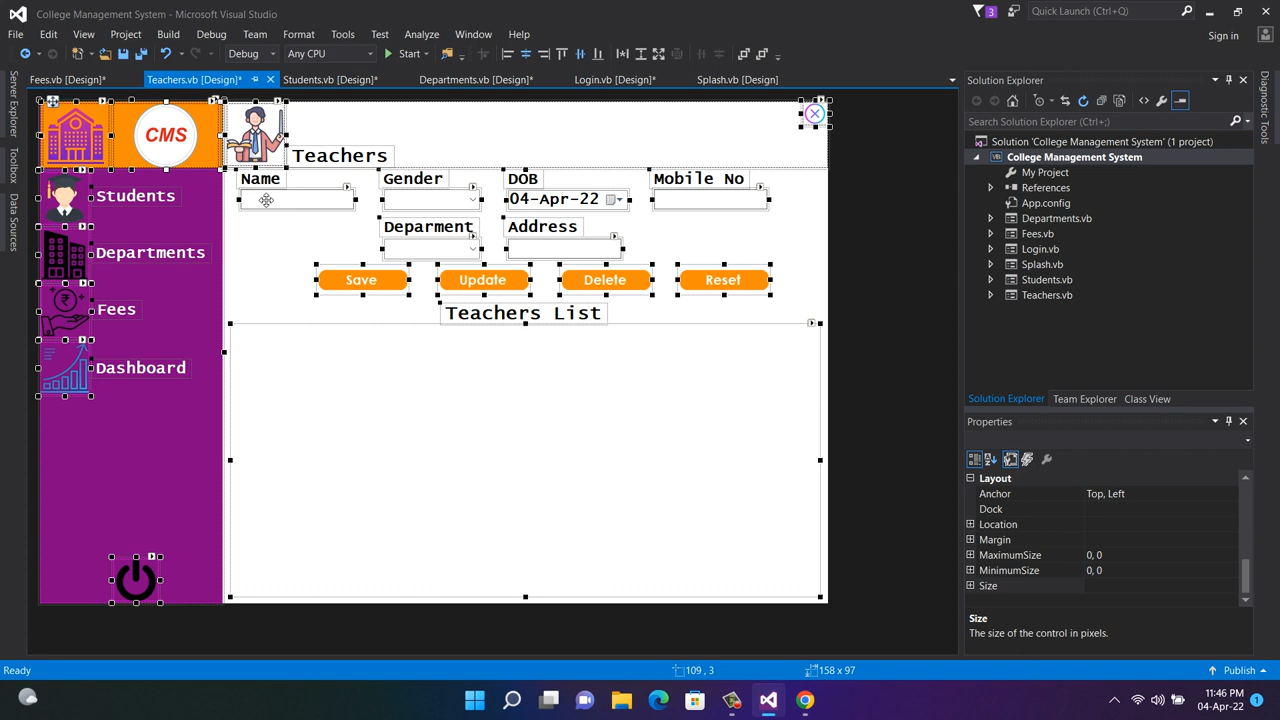 College Management System - Microsoft Visual Studio
3
Quick Launch (Ctrl+;)
File Edit View Project Build Debug Team Format Tools Test Analyze Window Help
Sign in
Debug Any CPU Start
Fees.vb [Design]* Teachers.vb [Design]* Students.vb [Design]* Departments.vb [Design]* Login.vb [Design]* Splash.vb [Design]
Server Explorer
Toolbox
Data Sources
CMS
Teachers
Students
Departments
Fees
Dashboard
Name Gender DOB Mobile No
04-Apr-22
Deparment Address
Save Update Delete Reset
Teachers List
Solution Explorer
Search Solution Explorer (Ctrl+;)
Solution 'College Management System' (1 project)
College Management System
My Project
References
App.config
Departments.vb
Fees.vb
Login.vb
Splash.vb
Students.vb
Teachers.vb
Solution Explorer Team Explorer Class View
Properties
Layout
Anchor Top, Left
Dock
Location
Margin
MaximumSize 0, 0
MinimumSize 0, 0
Size
Size
The size of the control in pixels.
Diagnostic Tools
Ready 109 , 3 158 x 97 Publish
11:46 PM
04-Apr-22
1